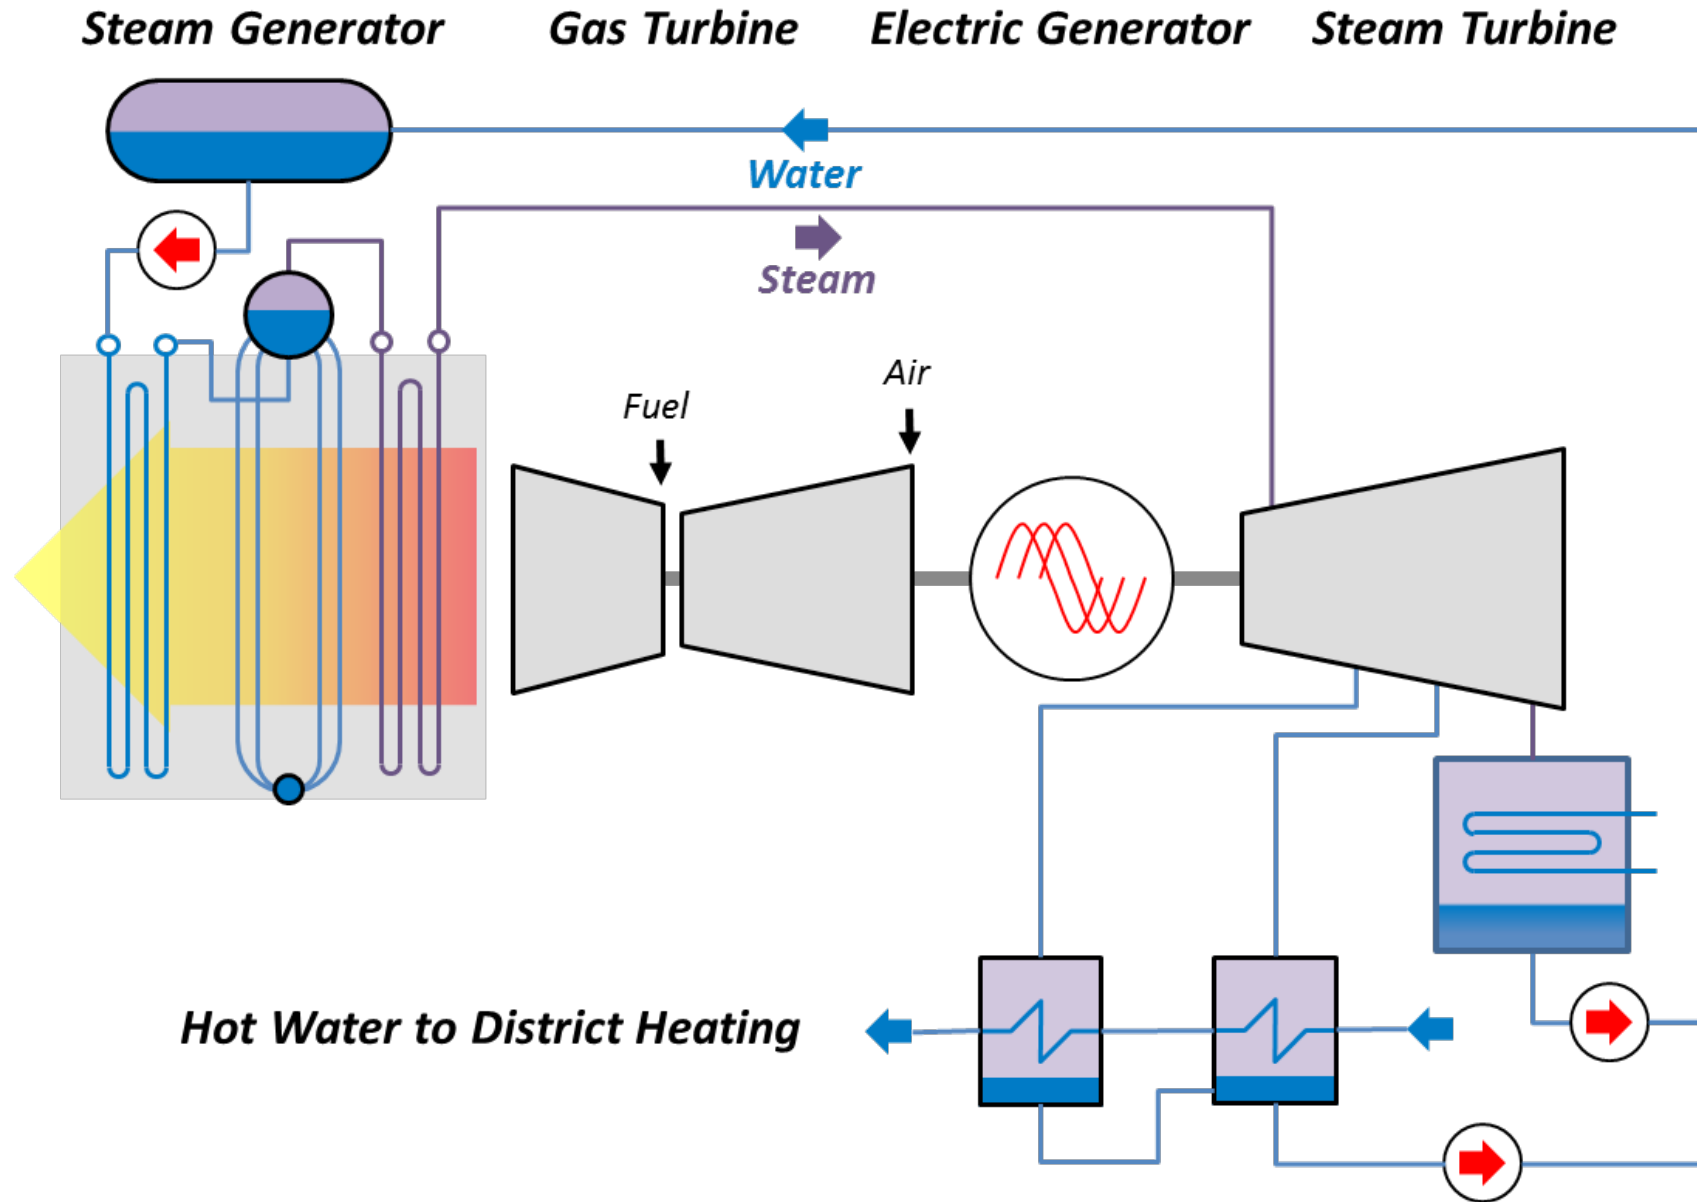 Steam Generator
Gas Turbine
Electric Generator
Steam Turbine
Water
Steam
Air
Fuel
Hot Water to District Heating